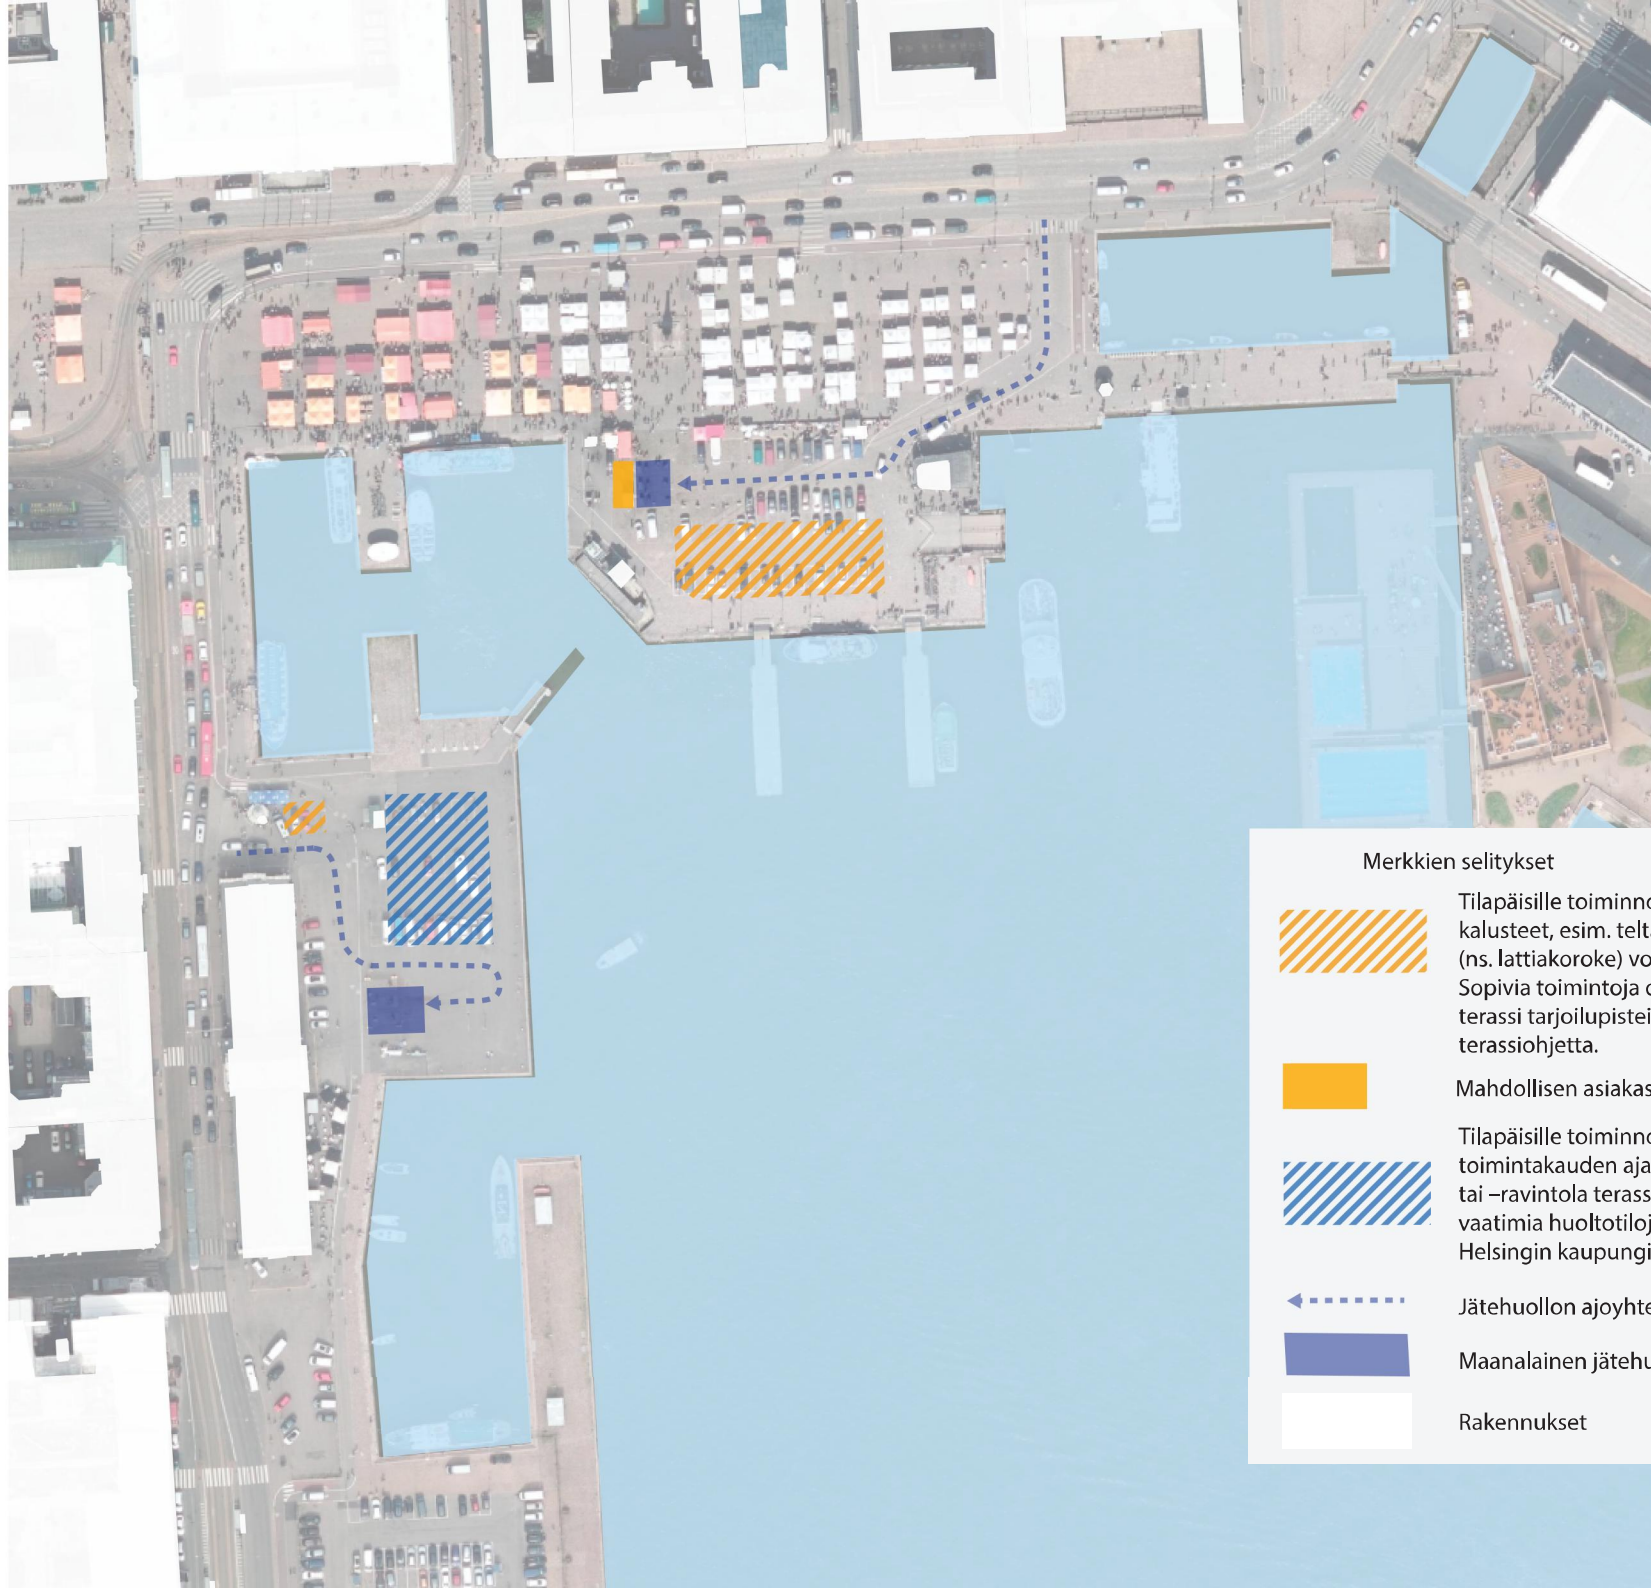 Merkkien selitykset
Tilapäisille toiminno
kalusteet, esim. telt
(ns. lattiakoroke) vo
Sopivia toimintoja
terassi tarjoilupistei
terassiohjetta.
Mahdollisen asiakas
Tilapäisille toiminno
toimintakauden aja
tai –ravintola terass
vaatimia huoltotiloj
Helsingin kaupungi
Jätehuollon ajoyhte
Maanalainen jätehu
Rakennukset